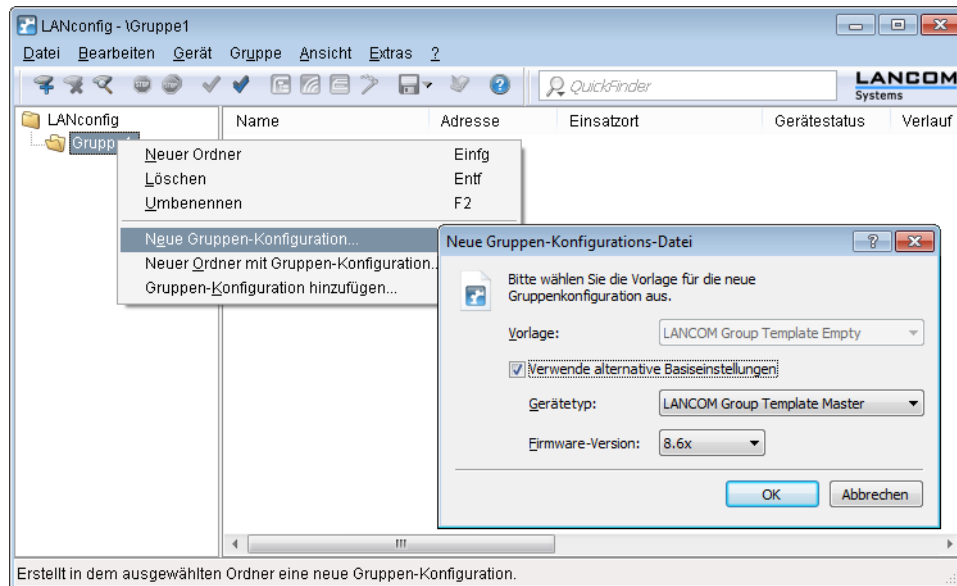 LANconfig - \Gruppe1
Datei Bearbeiten Gerät Gruppe Ansicht Extras ?
QuickFinder
LANCOM
Systems
LANconfig
Name Adresse Einsatzort Gerätestatus Verlauf
Neuer Ordner Einfg
Löschen Entf
Umbenennen F2
Neue Gruppen-Konfiguration...
Neuer Ordner mit Gruppen-Konfiguration..
Gruppen-Konfiguration hinzufügen...
Neue Gruppen-Konfigurations-Datei
Bitte wählen Sie die Vorlage für die neue
Gruppenkonfiguration aus.
Vorlage: LANCOM Group Template Empty
Verwende alternative Basiseinstellungen
Gerätetyp: LANCOM Group Template Master
Firmware-Version: 8.6x
OK Abbrechen
Erstellt in dem ausgewählten Ordner eine neue Gruppen-Konfiguration.